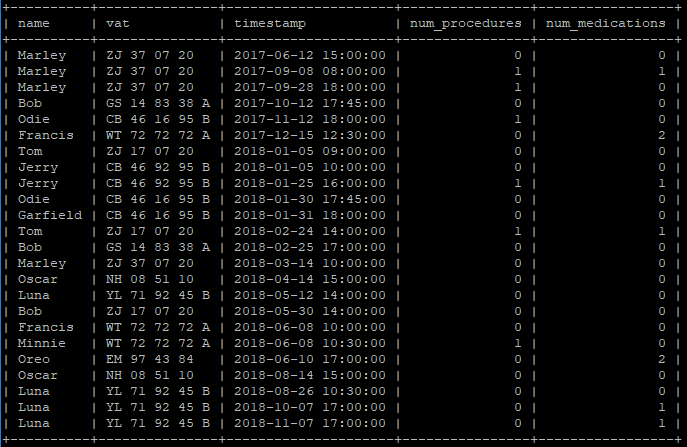 +----------+---------------+---------------------+----------------+-----------------+
| name     | vat           | timestamp           | num_procedures | num_medications |
+----------+---------------+---------------------+----------------+-----------------+
| Marley   | ZJ 37 07 20   | 2017-06-12 15:00:00 |              0 |               0 |
| Marley   | ZJ 37 07 20   | 2017-09-08 08:00:00 |              1 |               1 |
| Marley   | ZJ 37 07 20   | 2017-09-28 18:00:00 |              1 |               0 |
| Bob      | GS 14 83 38 A | 2017-10-12 17:45:00 |              0 |               0 |
| Odie     | CB 46 16 95 B | 2017-11-12 18:00:00 |              1 |               0 |
| Francis  | WT 72 72 72 A | 2017-12-15 12:30:00 |              0 |               2 |
| Tom      | ZJ 17 07 20   | 2018-01-05 09:00:00 |              0 |               0 |
| Jerry    | CB 46 92 95 B | 2018-01-05 10:00:00 |              0 |               0 |
| Jerry    | CB 46 92 95 B | 2018-01-25 16:00:00 |              1 |               1 |
| Odie     | CB 46 16 95 B | 2018-01-30 17:45:00 |              0 |               0 |
| Garfield | CB 46 16 95 B | 2018-01-31 18:00:00 |              0 |               0 |
| Tom      | ZJ 17 07 20   | 2018-02-24 14:00:00 |              1 |               1 |
| Bob      | GS 14 83 38 A | 2018-02-25 17:00:00 |              0 |               0 |
| Marley   | ZJ 37 07 20   | 2018-03-14 10:00:00 |              0 |               0 |
| Oscar    | NH 08 51 10   | 2018-04-14 15:00:00 |              0 |               0 |
| Luna     | YL 71 92 45 B | 2018-05-12 14:00:00 |              0 |               0 |
| Bob      | ZJ 17 07 20   | 2018-05-30 14:00:00 |              0 |               0 |
| Francis  | WT 72 72 72 A | 2018-06-08 10:00:00 |              0 |               0 |
| Minnie   | WT 72 72 72 A | 2018-06-08 10:30:00 |              1 |               0 |
| Oreo     | EM 97 43 84   | 2018-06-10 17:00:00 |              0 |               2 |
| Oscar    | NH 08 51 10   | 2018-08-14 15:00:00 |              0 |               0 |
| Luna     | YL 71 92 45 B | 2018-08-26 10:30:00 |              0 |               0 |
| Luna     | YL 71 92 45 B | 2018-10-07 17:00:00 |              0 |               1 |
| Luna     | YL 71 92 45 B | 2018-11-07 17:00:00 |              0 |               1 |
+----------+---------------+---------------------+----------------+-----------------+